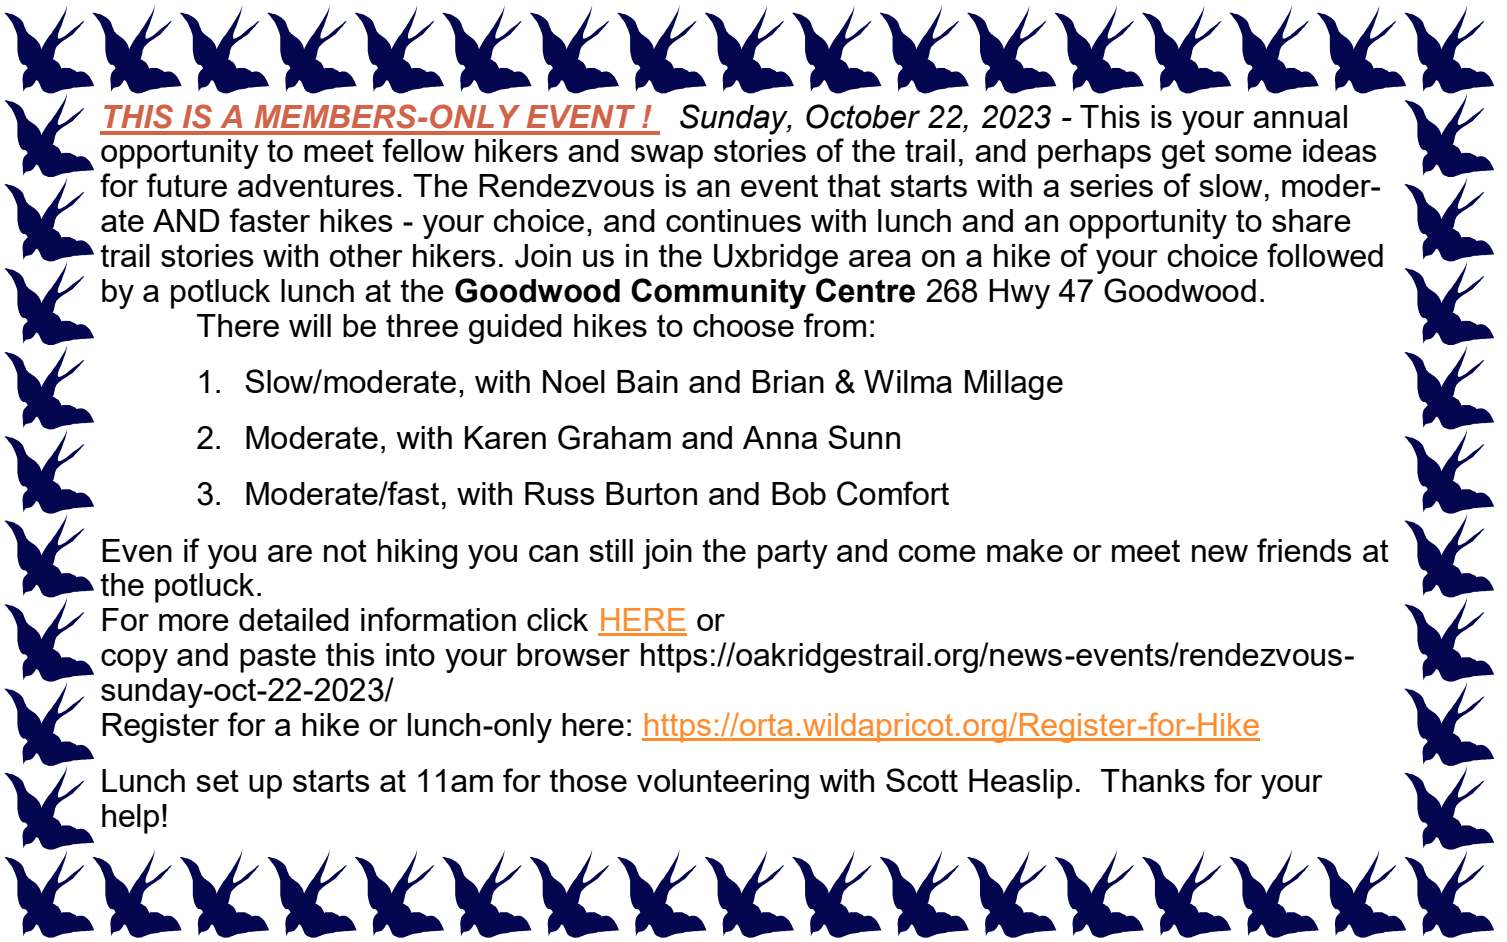 THIS IS A MEMBERS-ONLY EVENT ! Sunday, October 22, 2023 - This is your annual
opportunity to meet fellow hikers and swap stories of the trail, and perhaps get some ideas
for future adventures. The Rendezvous is an event that starts with a series of slow, moder-
ate AND faster hikes - your choice, and continues with lunch and an opportunity to share
trail stories with other hikers. Join us in the Uxbridge area on a hike of your choice followed
by a potluck lunch at the Goodwood Community Centre 268 Hwy 47 Goodwood.
There will be three guided hikes to choose from:
1. Slow/moderate, with Noel Bain and Brian & Wilma Millage
2. Moderate, with Karen Graham and Anna Sunn
3. Moderate/fast, with Russ Burton and Bob Comfort
Even if you are not hiking you can still join the party and come make or meet new friends at
the potluck.
For more detailed information click HERE or
copy and paste this into your browser https://oakridgestrail.org/news-events/rendezvous-
sunday-oct-22-2023/
Register for a hike or lunch-only here: https://orta.wildapricot.org/Register-for-Hike
Lunch set up starts at 11am for those volunteering with Scott Heaslip. Thanks for your
help!